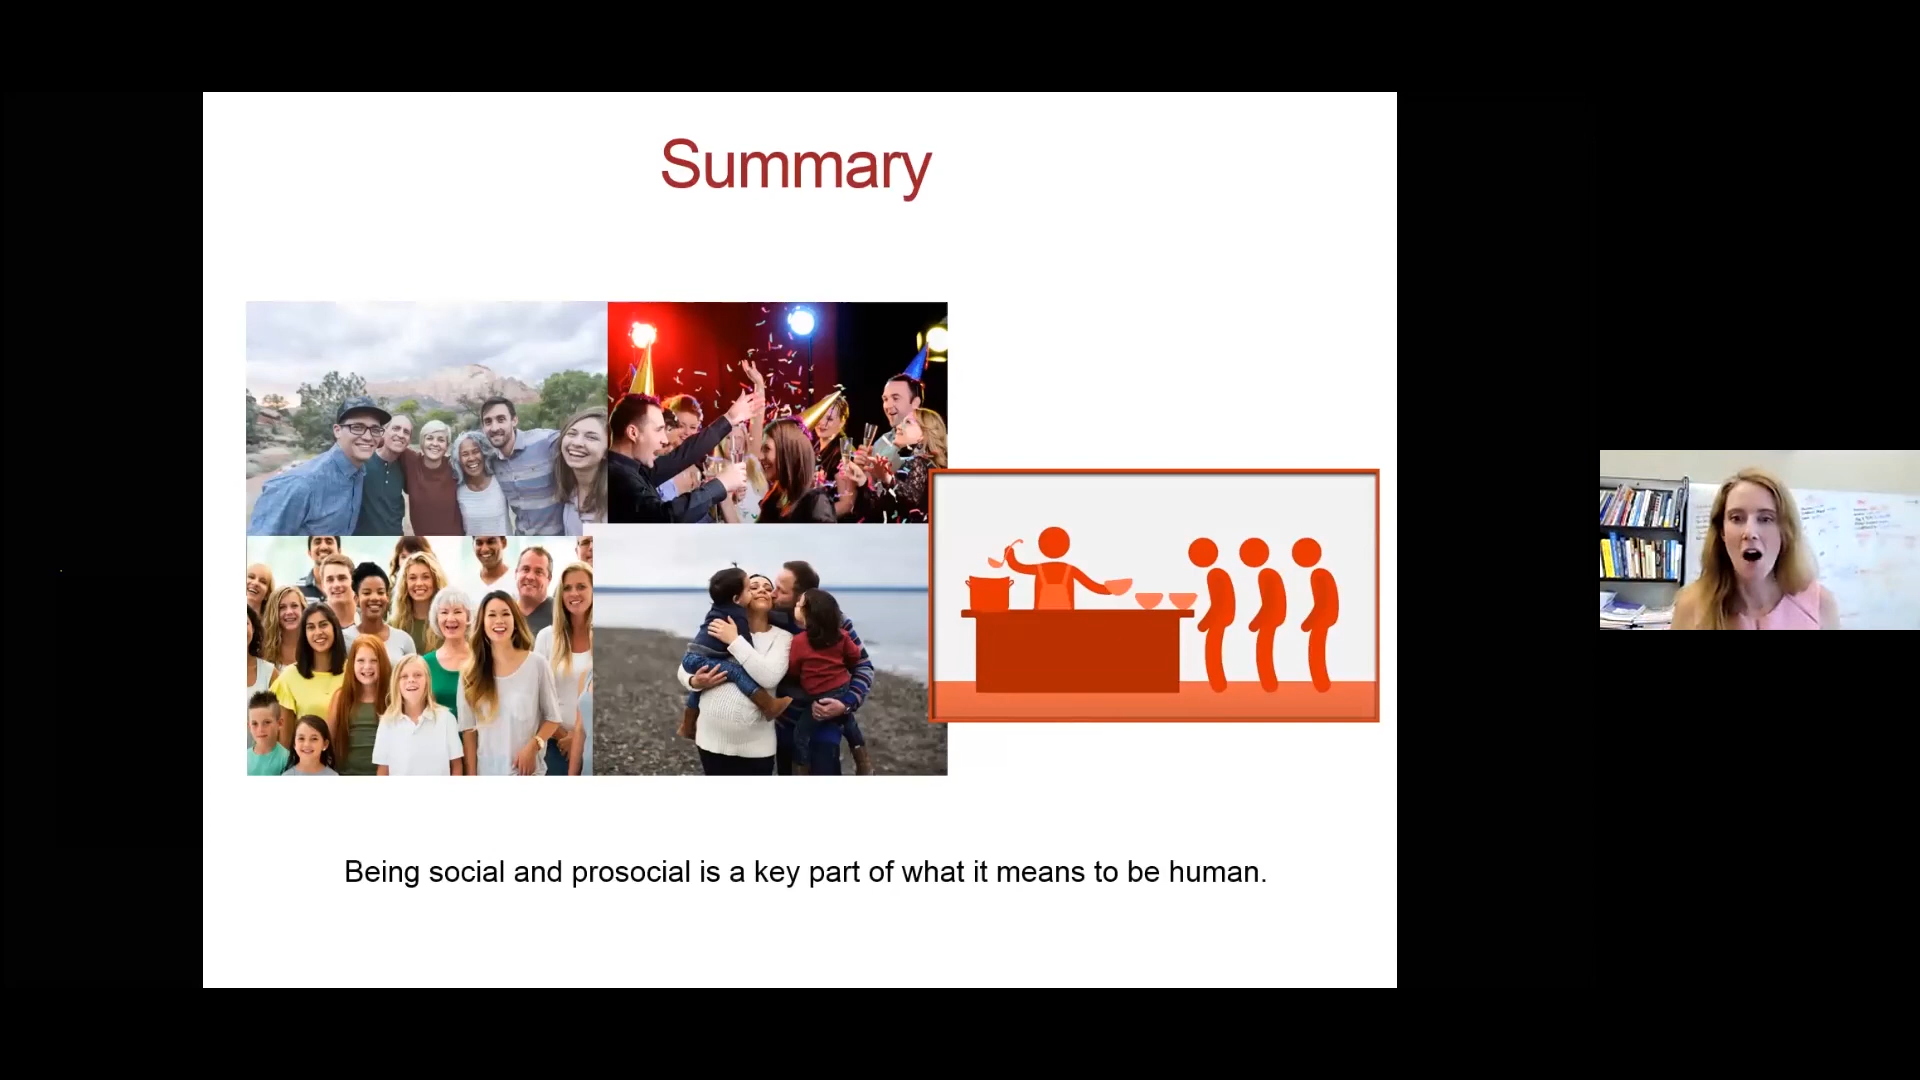 Summary
Being social and prosocial is a key part of what it means to be human.